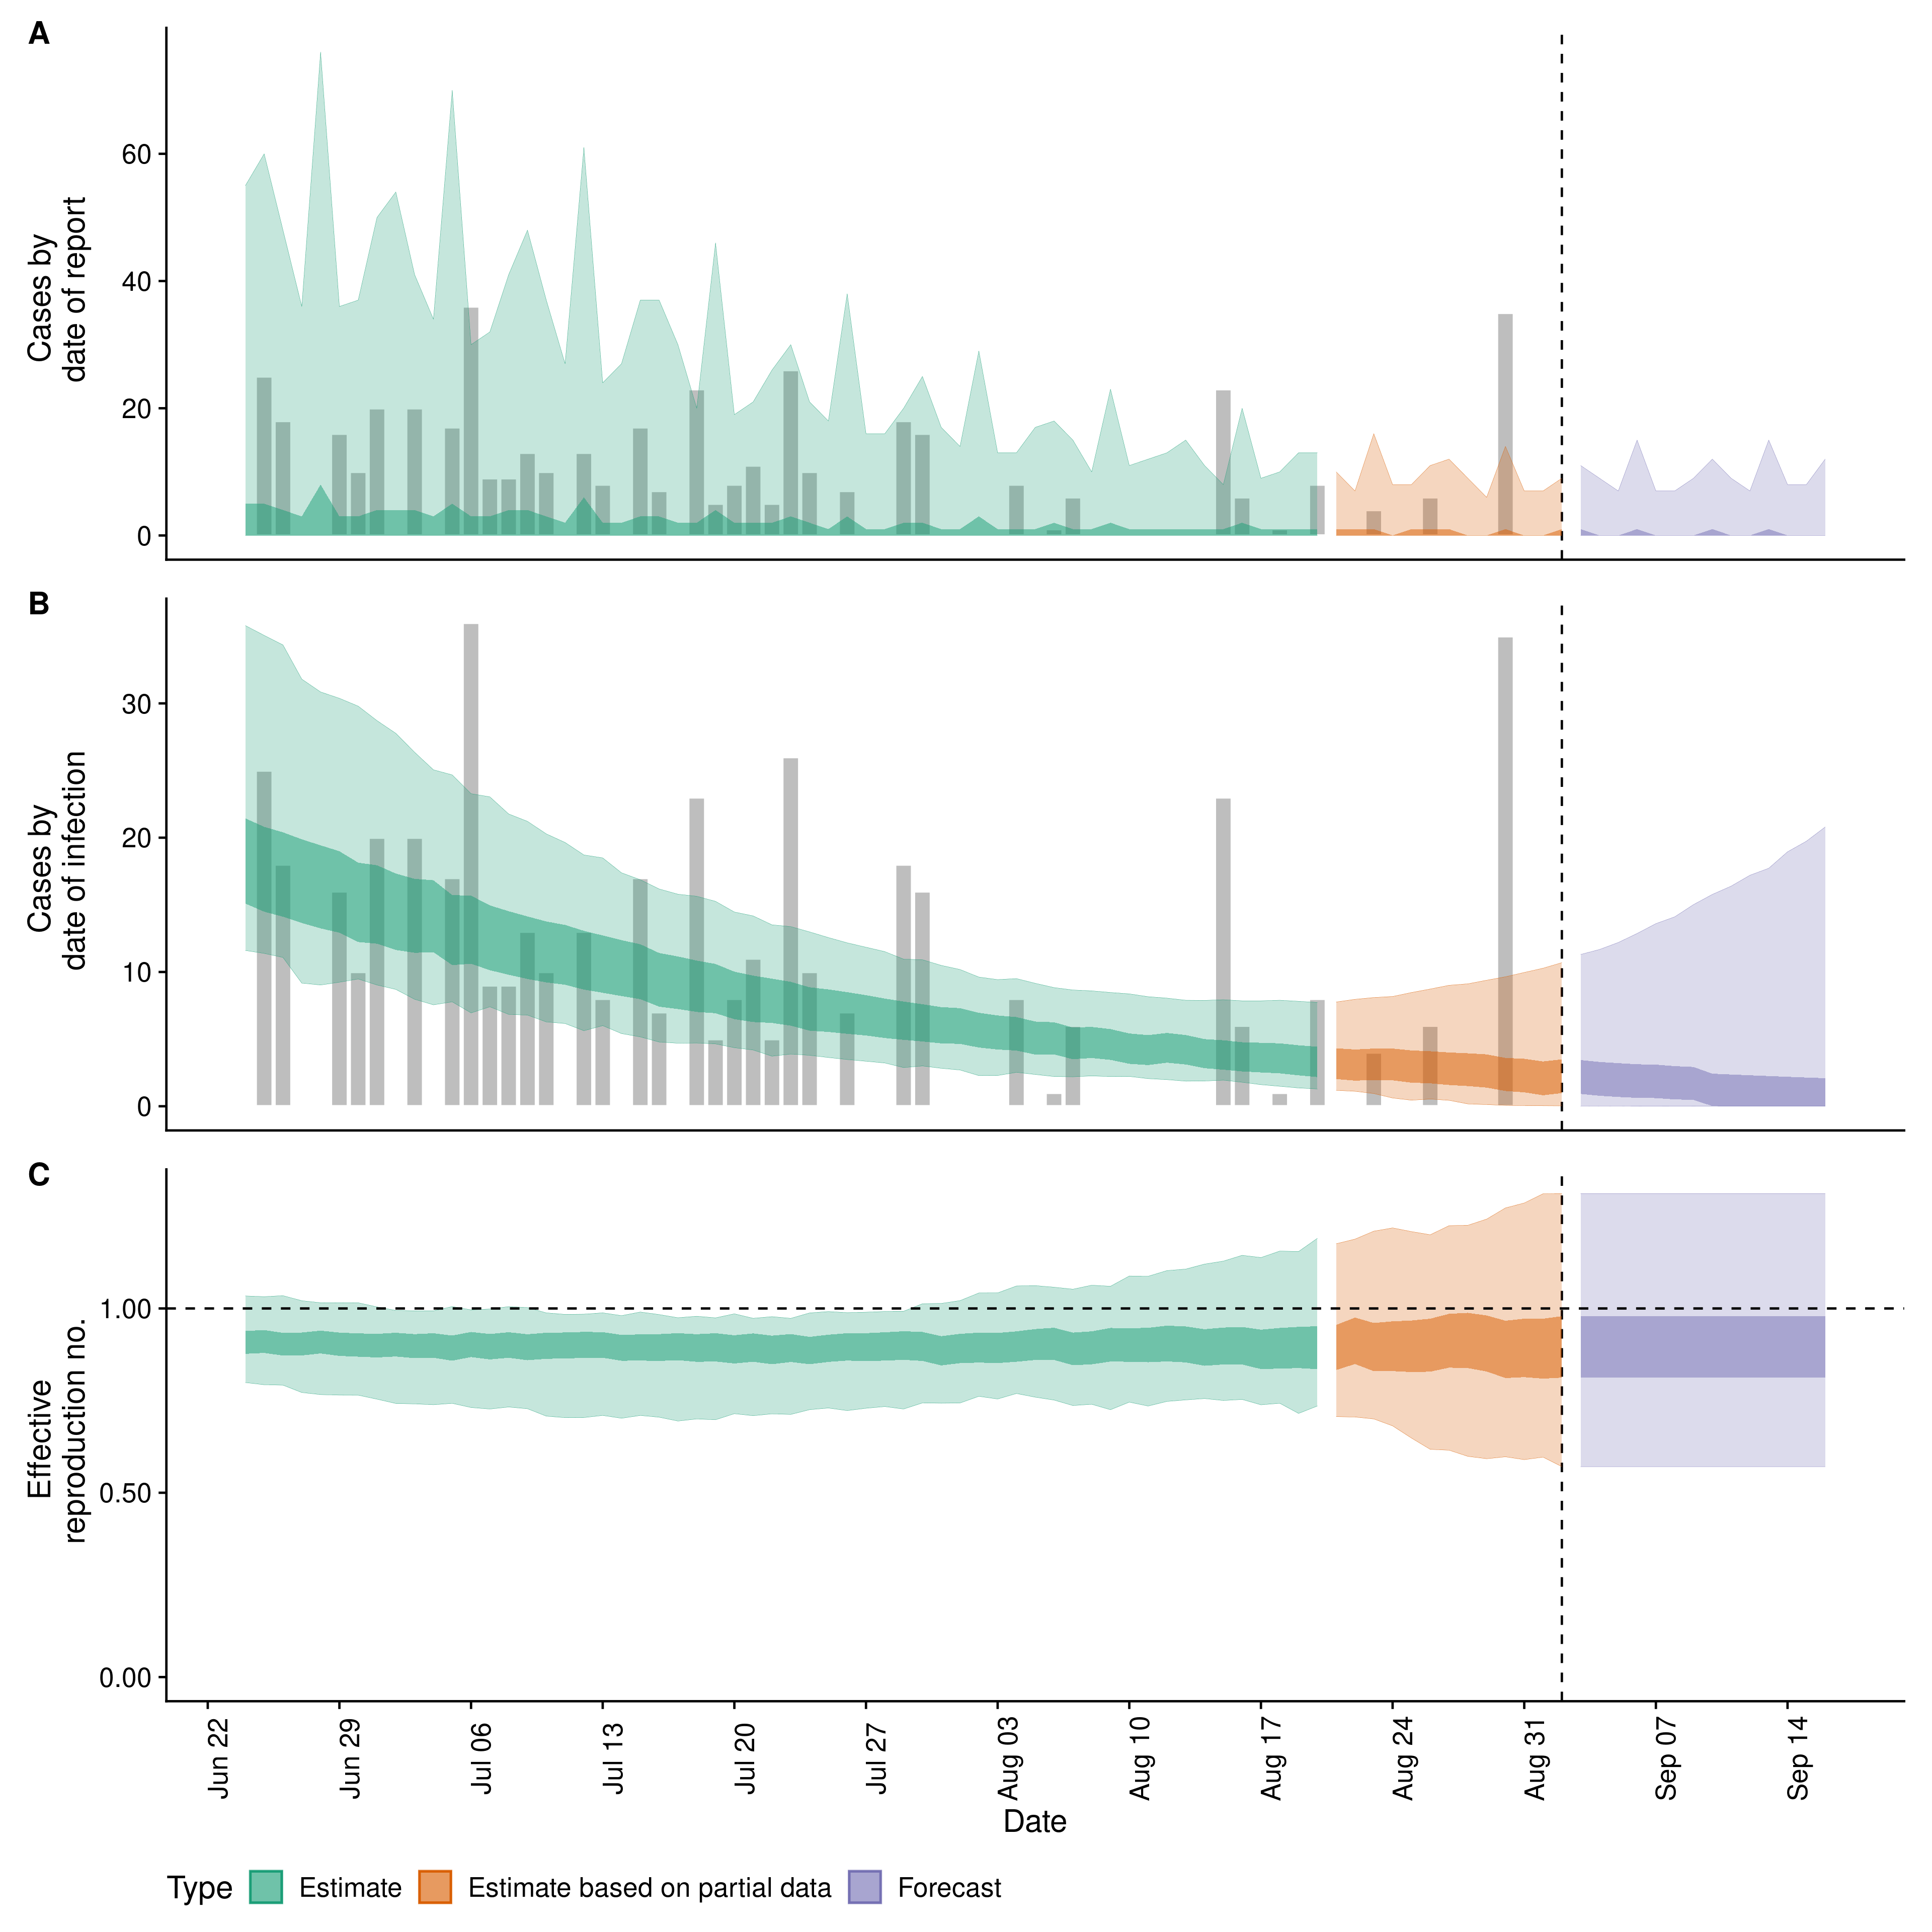 A
Cases by
date of report
60
40
20
0
B
Cases by
date of infection
30
20
10
0
C
Effective
reproduction no.
1.00
0.50
0.00
Jun 22
Jun 29
Jul 06
Jul 13
Jul 20
Jul 27
Aug 03
Aug 10
Aug 17
Aug 24
Aug 31
Sep 07
Sep 14
Date
Type Estimate Estimate based on partial data Forecast